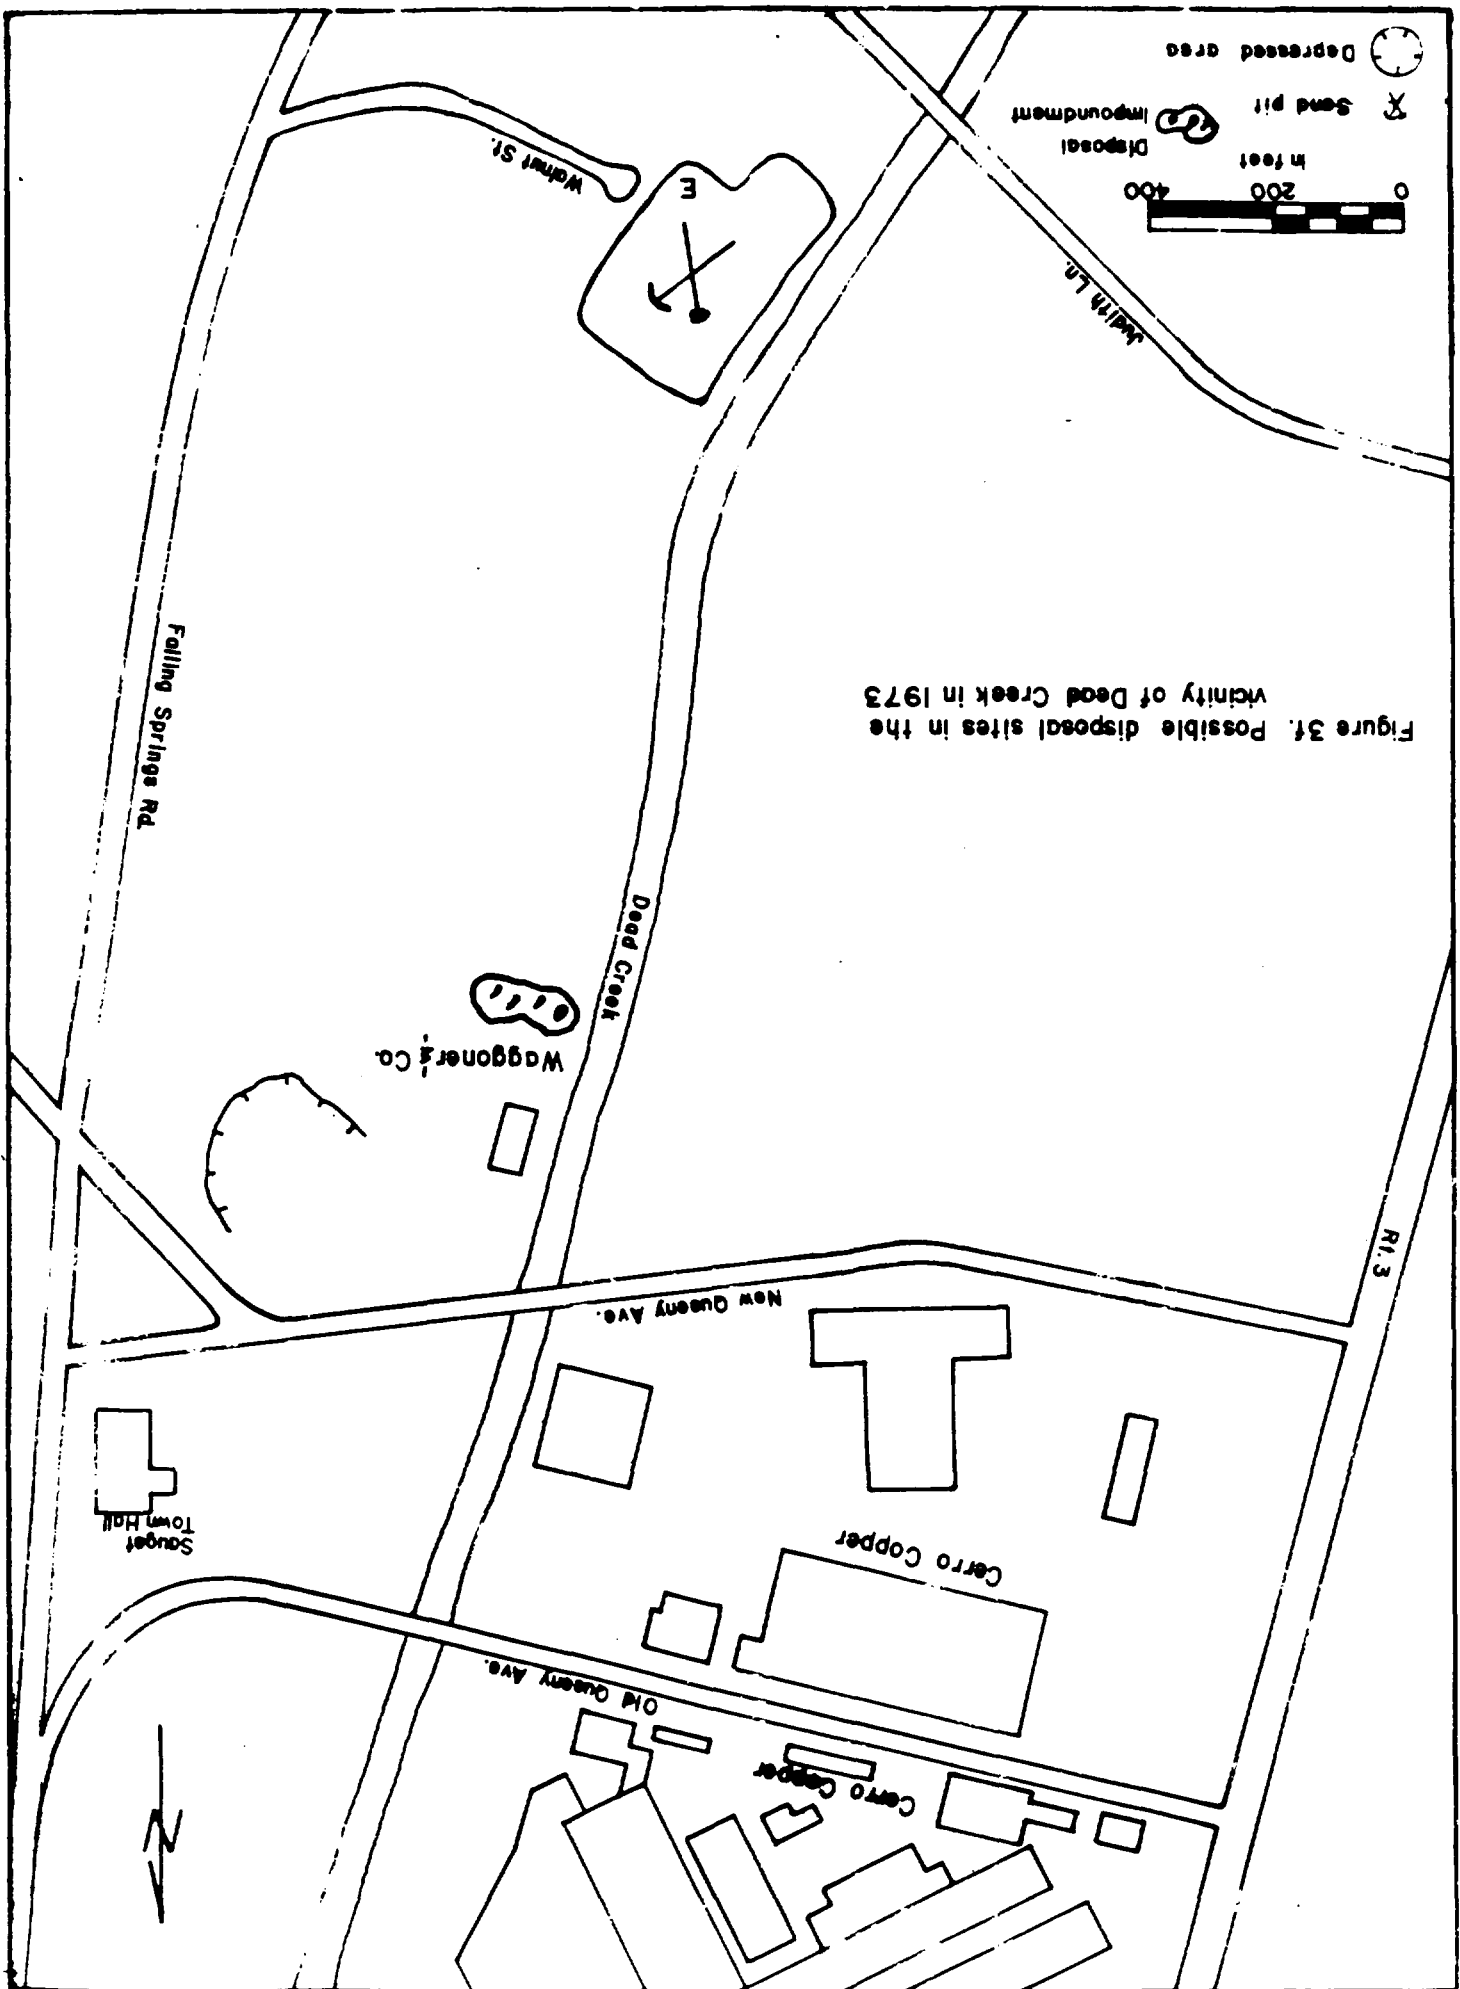 N
Cerro Copper
Old Queeny Ave.
Cerro Copper
Sauget
Town Hall
New Queeny Ave.
Rt. 3
Waggoner & Co.
Dead Creek
Falling Springs Rd.
Figure 3f. Possible disposal sites in the
vicinity of Dead Creek in 1973
Judith Ln.
E
Walnut St.
0 200 400
in feet
Disposal
Impoundment
Sand pit
Depressed area